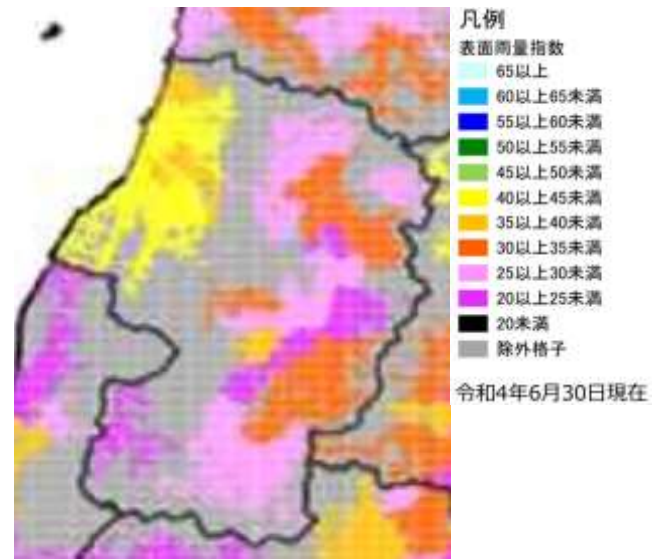 凡例
表面雨量指数
65以上
60以上65未満
55以上60未満
50以上55未満
45以上50未満
40以上45未満
35以上40未満
30以上35未満
25以上30未満
20以上25未満
20未満
除外格子
令和4年6月30日現在